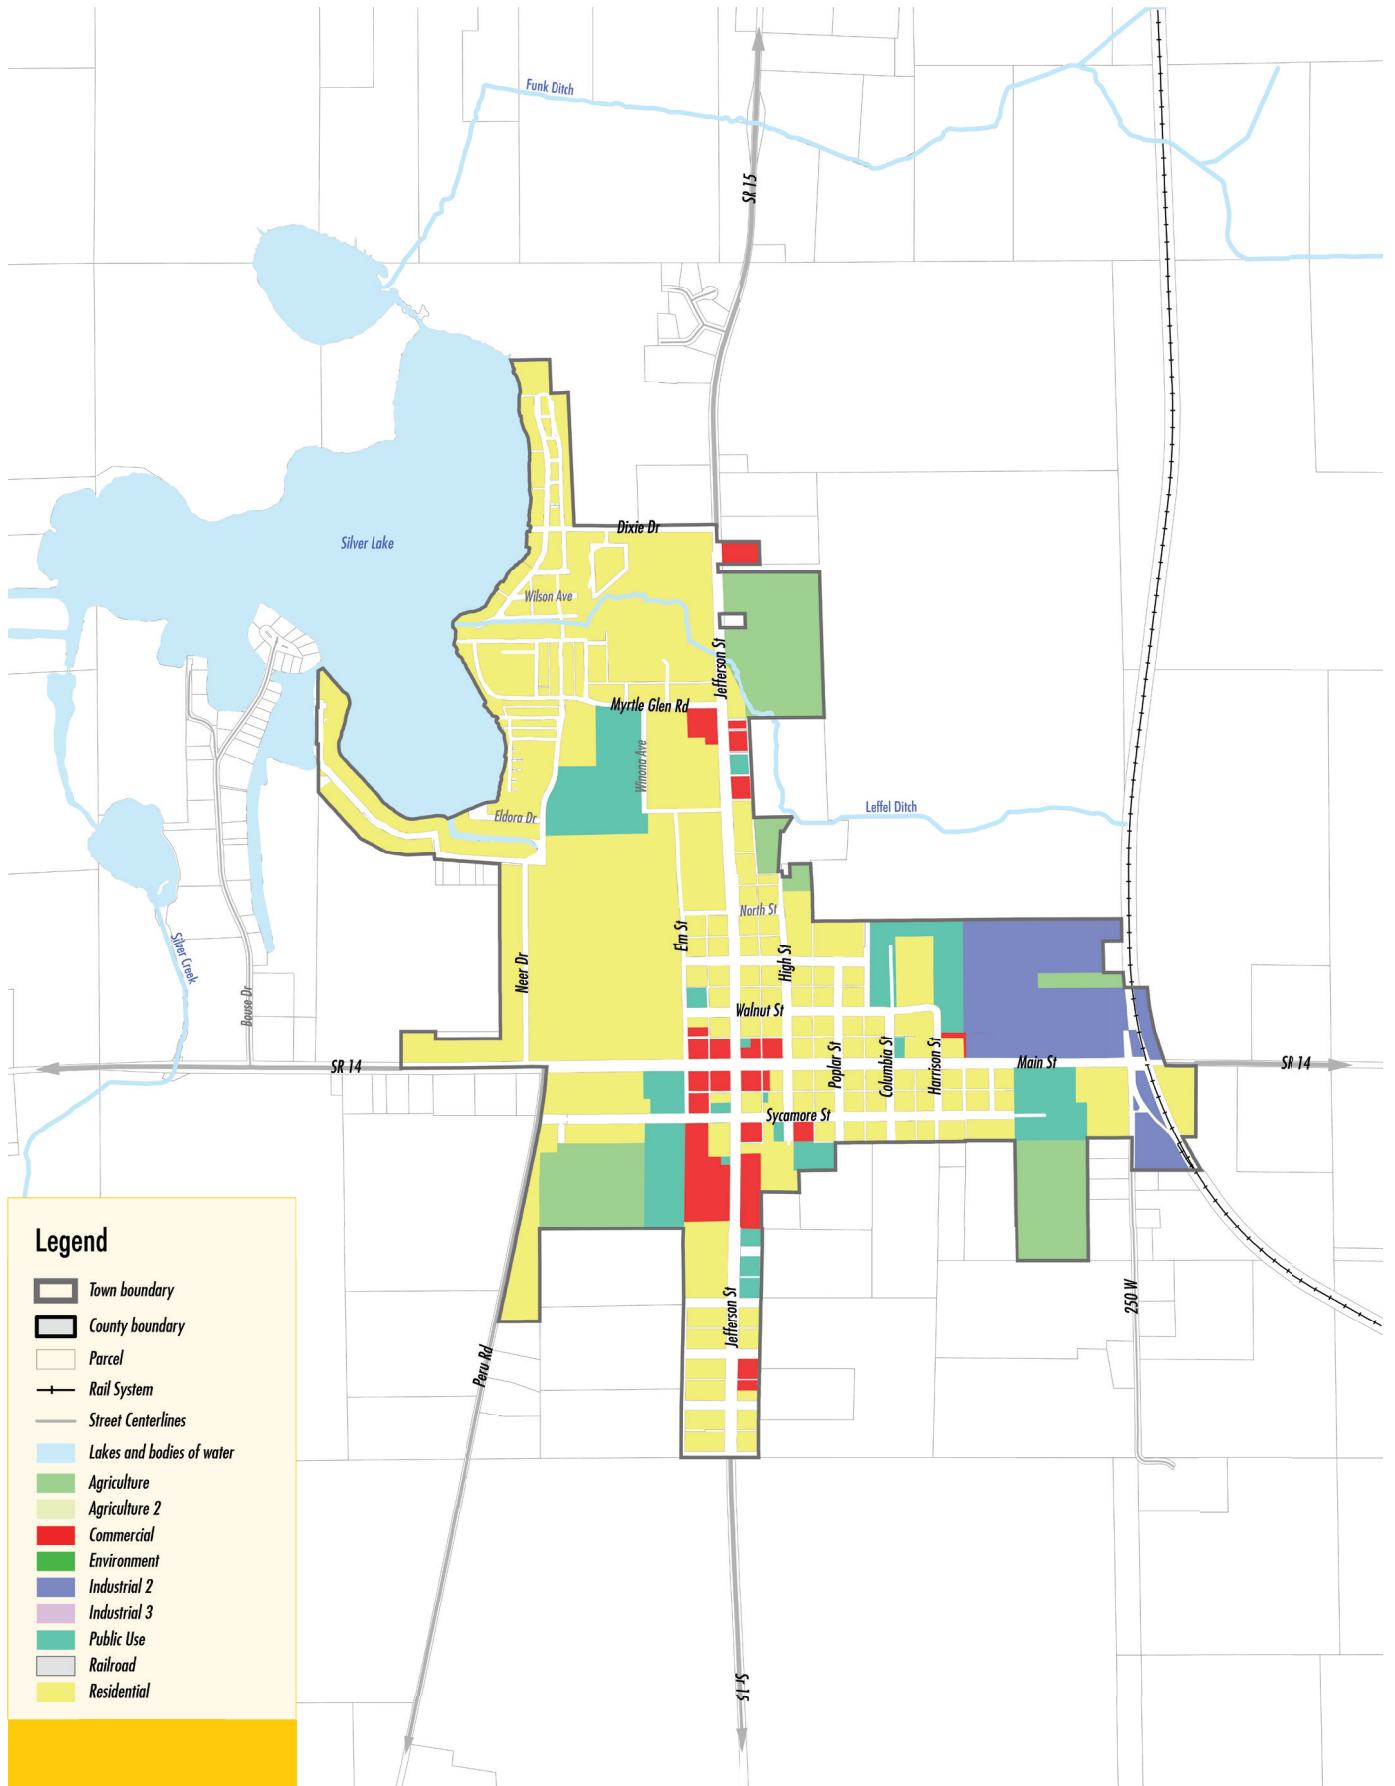 Funk Ditch
SR 15
Silver Lake
Dixie Dr
Wilson Ave
Jefferson St
Myrtle Glen Rd
Winona Ave
Leffel Ditch
Eldora Dr
North St
Elm St
High St
Silver Creek
Neer Dr
Bouse Dr
Walnut St
Poplar St
Columbia St
Harrison St
Main St
SR 14
SR 14
Sycamore St
Jefferson St
250 W
Peru Rd
Sr 15
Legend
Town boundary
County boundary
Parcel
Rail System
Street Centerlines
Lakes and bodies of water
Agriculture
Agriculture 2
Commercial
Environment
Industrial 2
Industrial 3
Public Use
Railroad
Residential